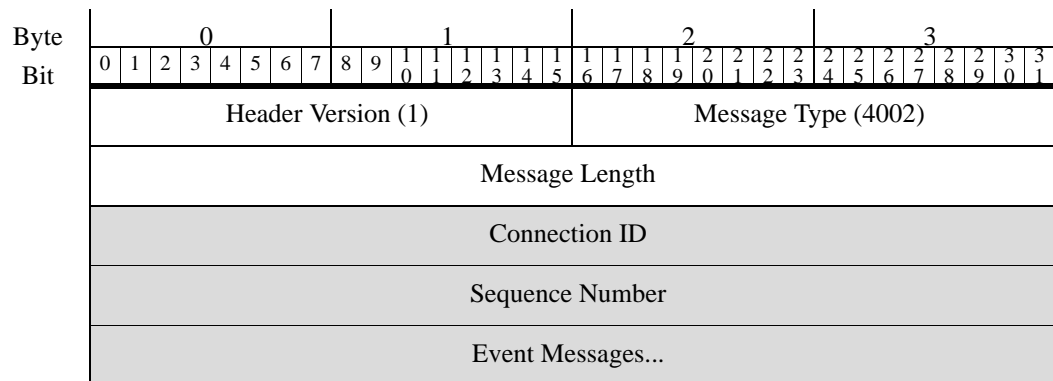 Byte 0 1 2 3
Bit 0 1 2 3 4 5 6 7 8 9 10 11 12 13 14 15 16 17 18 19 20 21 22 23 24 25 26 27 28 29 30 31
Header Version (1) Message Type (4002)
Message Length
Connection ID
Sequence Number
Event Messages...